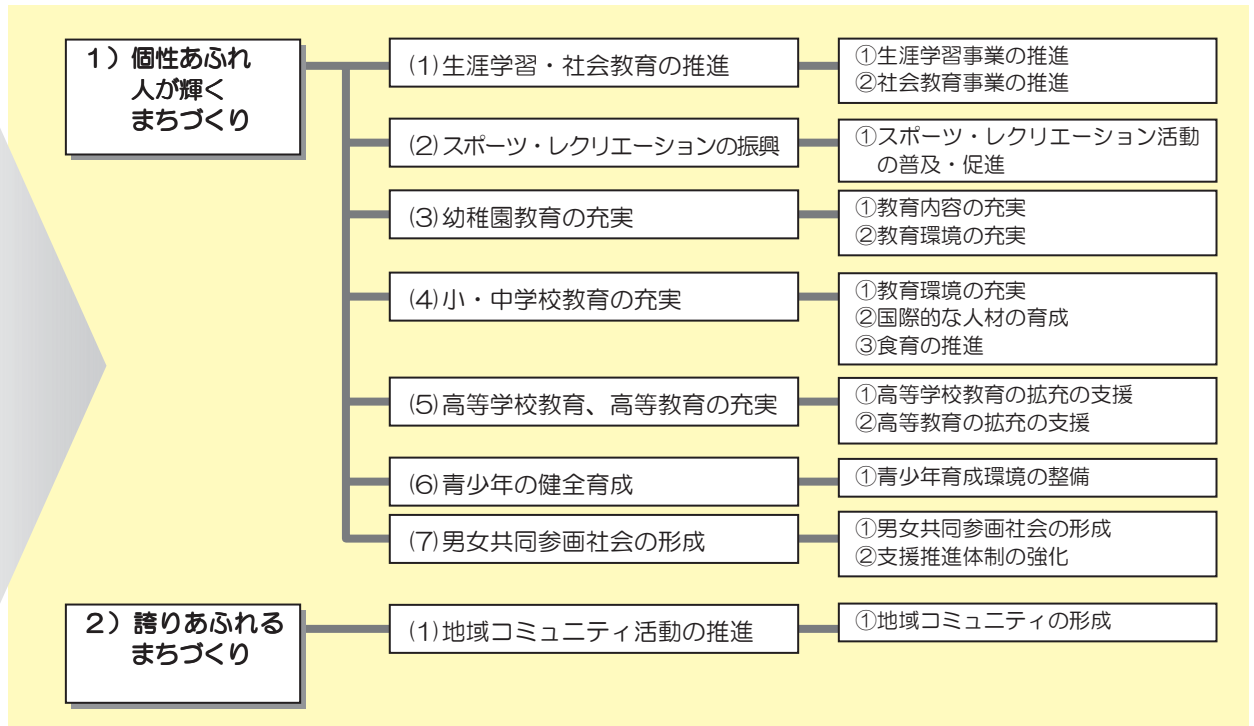 1）個性あふれ
人が輝く
まちづくり
⑴生涯学習・社会教育の推進
①生涯学習事業の推進
②社会教育事業の推進
⑵スポーツ・レクリエーションの振興
①スポーツ・レクリエーション活動
の普及・促進
⑶幼稚園教育の充実
①教育内容の充実
②教育環境の充実
⑷小・中学校教育の充実
①教育環境の充実
②国際的な人材の育成
③食育の推進
⑸高等学校教育、高等教育の充実
①高等学校教育の拡充の支援
②高等教育の拡充の支援
⑹青少年の健全育成
①青少年育成環境の整備
⑺男女共同参画社会の形成
①男女共同参画社会の形成
②支援推進体制の強化
2）誇りあふれる
まちづくり
⑴地域コミュニティ活動の推進
①地域コミュニティの形成